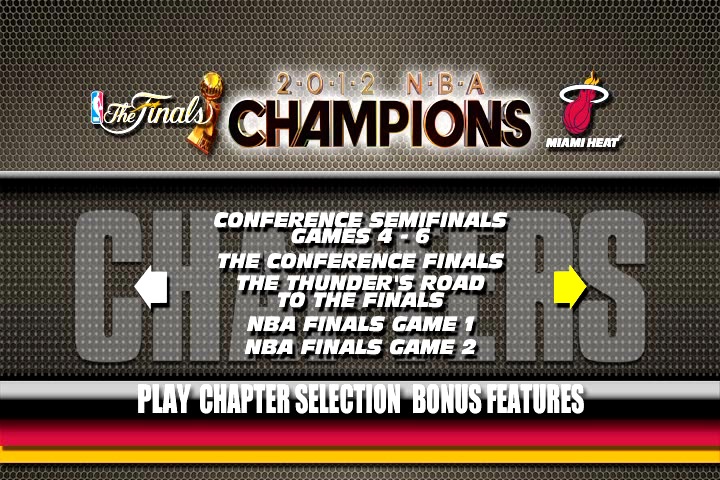 2·0·1·2 N·B·A
The Finals
CHAMPIONS
MIAMI HEAT
CHAPTERS
CONFERENCE SEMIFINALS
GAMES 4 - 6
THE CONFERENCE FINALS
THE THUNDER'S ROAD
TO THE FINALS
NBA FINALS GAME 1
NBA FINALS GAME 2
PLAY CHAPTER SELECTION BONUS FEATURES